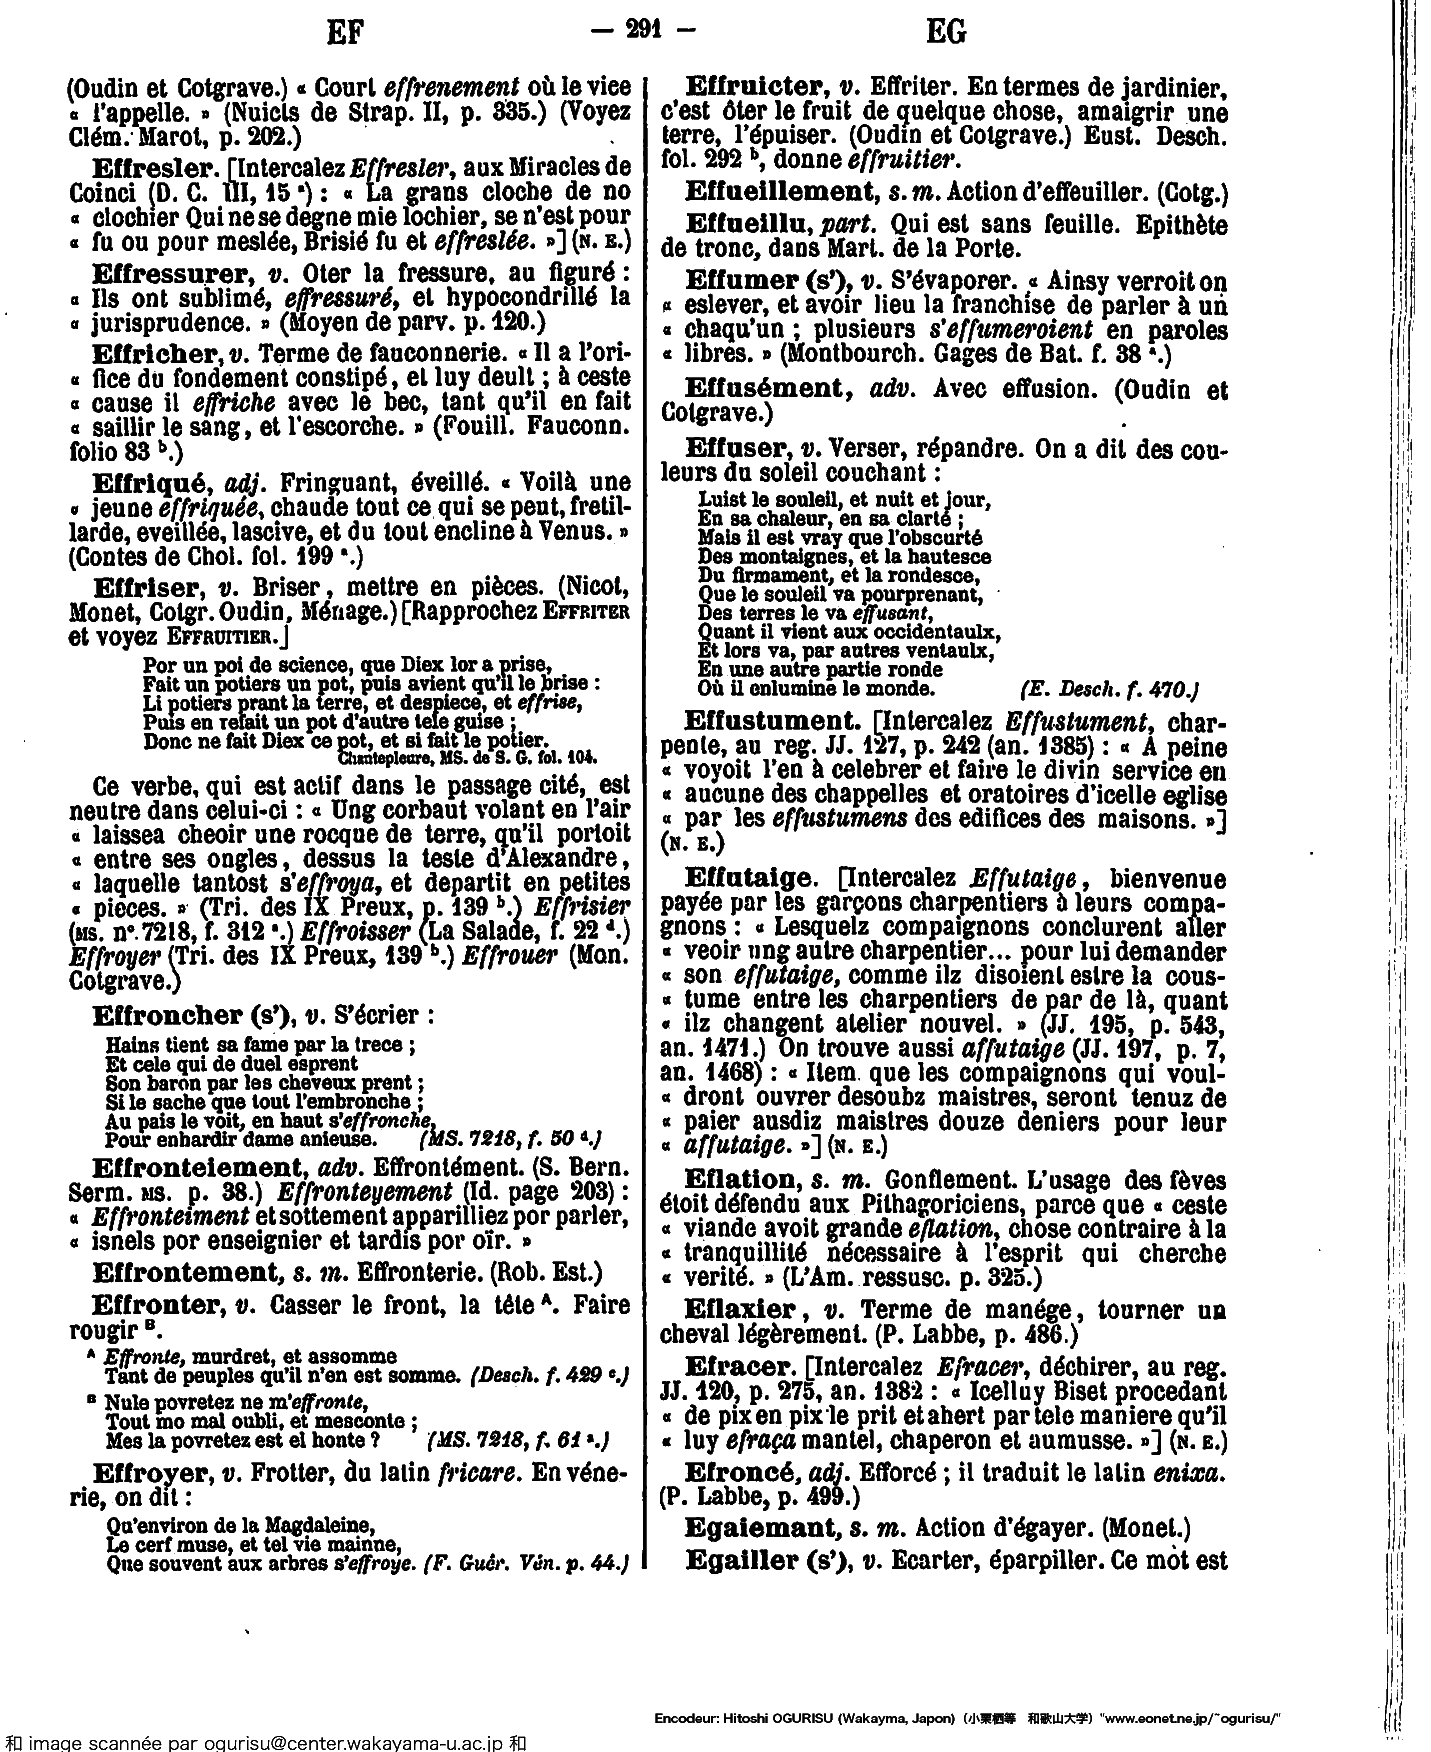 EF — 291 — EG
(Oudin et Cotgrave.) « Court effrenement où le vice
« l'appelle. » (Nuicts de Strap. II, p. 335.) (Voyez
Clém. Marot, p. 202.)
Effresler. [Intercalez Effresler, aux Miracles de
Coinci (D. C. III, 15 ª) : « La grans cloche de no
« clochier Qui ne se degne mie lochier, se n'est pour
« fu ou pour meslée, Brisié fu et effreslée. »] (N. E.)
Effressurer, v. Oter la fressure, au figuré :
« Ils ont sublimé, effressuré, et hypocondrillé la
« jurisprudence. » (Moyen de parv. p. 120.)
Effricher, v. Terme de fauconnerie. « Il a l'ori-
« fice du fondement constipé, et luy deult ; à ceste
« cause il effriche avec le bec, tant qu'il en fait
« saillir le sang, et l'escorche. » (Fouill. Fauconn.
folio 83 b.)
Effriqué, adj. Fringuant, éveillé. « Voilà une
« jeune effriquée, chaude tout ce qui se peut, fretil-
larde, eveillée, lascive, et du tout encline à Venus. »
(Contes de Chol. fol. 199 ª.)
Effriser, v. Briser, mettre en pièces. (Nicot,
Monet, Cotgr. Oudin, Ménage.) [Rapprochez EFFRITER
et voyez EFFRUITIER.]
Por un poi de science, que Diex lor a prise,
Fait un potiers un pot, puis avient qu'il le brise :
Li potiers prant la terre, et despiece, et effrise,
Puis en refait un pot d'autre tele guise ;
Donc ne fait Diex ce pot, et si fait le potier.
Chantepleure, MS. de S. G. fol. 104.
Ce verbe, qui est actif dans le passage cité, est
neutre dans celui-ci : « Ung corbaut volant en l'air
« laissea cheoir une rocque de terre, qu'il portoit
« entre ses ongles, dessus la teste d'Alexandre,
« laquelle tantost s'effroya, et departit en petites
« pieces. » (Tri. des IX Preux, p. 139 b.) Effrisier
(MS. n° 7218, f. 312 ª.) Effroisser (La Salade, f. 22 d.)
Effroyer (Tri. des IX Preux, 139 b.) Effrouer (Mon.
Cotgrave.)
Effroncher (s'), v. S'écrier :
Hains tient sa fame par la trece ;
Et cele qui de duel esprent
Son baron par les cheveux prent ;
Si le sache que tout l'embronche ;
Au pais le voit, en haut s'effronche,
Pour enhardir dame anieuse. (MS. 7218, f. 50 d.)
Effronteiement, adv. Effrontément. (S. Bern.
Serm. MS. p. 38.) Effronteyement (Id. page 203) :
« Effronteiment et sottement apparilliez por parler,
« isnels por enseignier et tardis por oïr. »
Effrontement, s. m. Effronterie. (Rob. Est.)
Effronter, v. Casser le front, la tête A. Faire
rougir B.
A Effronte, murdret, et assomme
Tant de peuples qu'il n'en est somme. (Desch. f. 429 c.)
B Nule povretez ne m'effronte,
Tout mo mal oubli, et mesconte ;
Mes la povretez est el honte ? (MS. 7218, f. 61 ª.)
Effroyer, v. Frotter, du latin fricare. En véne-
rie, on dit :
Qu'environ de la Magdaleine,
Le cerf muse, et tel vie mainne,
Que souvent aux arbres s'effroye. (F. Guér. Vén. p. 44.)
Effruicter, v. Effriter. En termes de jardinier,
c'est ôter le fruit de quelque chose, amaigrir une
terre, l'épuiser. (Oudin et Cotgrave.) Eust. Desch.
fol. 292 b, donne effruitier.
Effueillement, s. m. Action d'effeuiller. (Cotg.)
Effueillu, part. Qui est sans feuille. Epithète
de tronc, dans Mart. de la Porte.
Effumer (s'), v. S'évaporer. « Ainsy verroit on
« eslever, et avoir lieu la franchise de parler à un
« chaqu'un ; plusieurs s'effumeroient en paroles
« libres. » (Montbourch. Gages de Bat. f. 38 ª.)
Effusément, adv. Avec effusion. (Oudin et
Cotgrave.)
Effuser, v. Verser, répandre. On a dit des cou-
leurs du soleil couchant :
Luist le souleil, et nuit et jour,
En sa chaleur, en sa clarté ;
Mais il est vray que l'obscurté
Des montaignes, et la hautesce
Du firmament, et la rondesce,
Que le souleil va pourprenant,
Des terres le va effusant,
Quant il vient aux occidentaulx,
Et lors va, par autres ventaulx,
En une autre partie ronde
Où il enlumine le monde. (E. Desch. f. 470.)
Effustument. [Intercalez Effustument, char-
pente, au reg. JJ. 127, p. 242 (an. 1385) : « A peine
« voyoit l'en à celebrer et faire le divin service en
« aucune des chappelles et oratoires d'icelle eglise
« par les effustumens des edifices des maisons. »]
(N. E.)
Effutaige. [Intercalez Effutaige, bienvenue
payée par les garçons charpentiers à leurs compa-
gnons : « Lesquelz compaignons conclurent aller
« veoir ung autre charpentier... pour lui demander
« son effutaige, comme ilz disoient estre la cous-
« tume entre les charpentiers de par de là, quant
« ilz changent atelier nouvel. » (JJ. 195, p. 543,
an. 1471.) On trouve aussi affutaige (JJ. 197, p. 7,
an. 1468) : « Item que les compaignons qui voul-
« dront ouvrer desoubz maistres, seront tenuz de
« paier ausdiz maistres douze deniers pour leur
« affutaige. »] (N. E.)
Eflation, s. m. Gonflement. L'usage des fèves
étoit défendu aux Pithagoriciens, parce que « ceste
« viande avoit grande eflation, chose contraire à la
« tranquillité nécessaire à l'esprit qui cherche
« verité. » (L'Am. ressusc. p. 325.)
Eflaxier, v. Terme de manége, tourner un
cheval légèrement. (P. Labbe, p. 486.)
Efracer. [Intercalez Efracer, déchirer, au reg.
JJ. 120, p. 275, an. 1382 : « Icelluy Biset procedant
« de pix en pix le prit et ahert par tele maniere qu'il
« luy efraça mantel, chaperon et aumusse. »] (N. E.)
Efroncé, adj. Efforcé ; il traduit le latin enixa.
(P. Labbe, p. 499.)
Egaiemant, s. m. Action d'égayer. (Monet.)
Egailler (s'), v. Ecarter, éparpiller. Ce mot est
Encodeur: Hitoshi OGURISU (Wakayma, Japon)（小栗栖等 和歌山大学）"www.eonet.ne.jp/~ogurisu/"
和 image scannée par ogurisu@center.wakayama-u.ac.jp 和